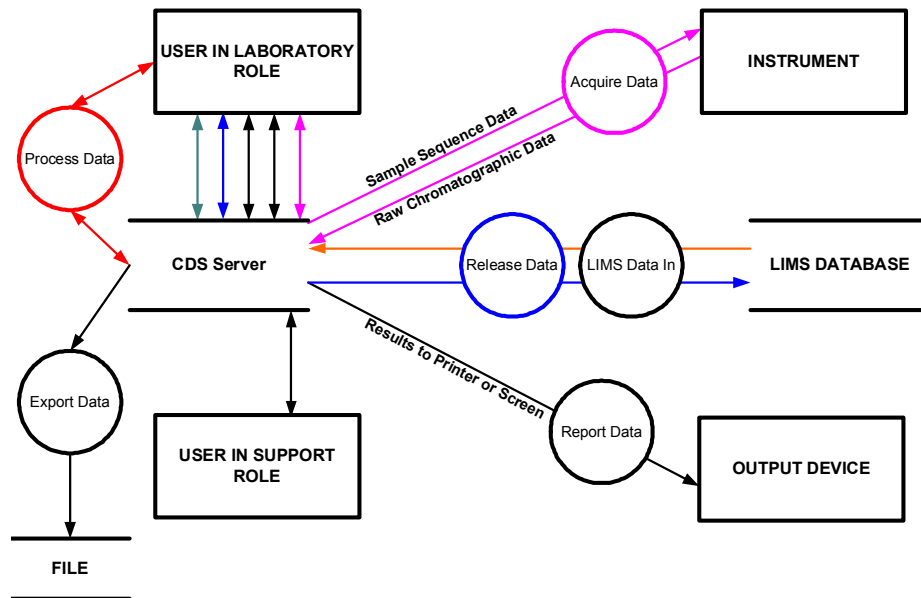 USER IN LABORATORY
ROLE
Acquire Data
INSTRUMENT
Process Data
Sample Sequence Data
Raw Chromatographic Data
CDS Server
Release Data
LIMS Data In
LIMS DATABASE
Results to Printer or Screen
Export Data
USER IN SUPPORT
ROLE
Report Data
OUTPUT DEVICE
FILE